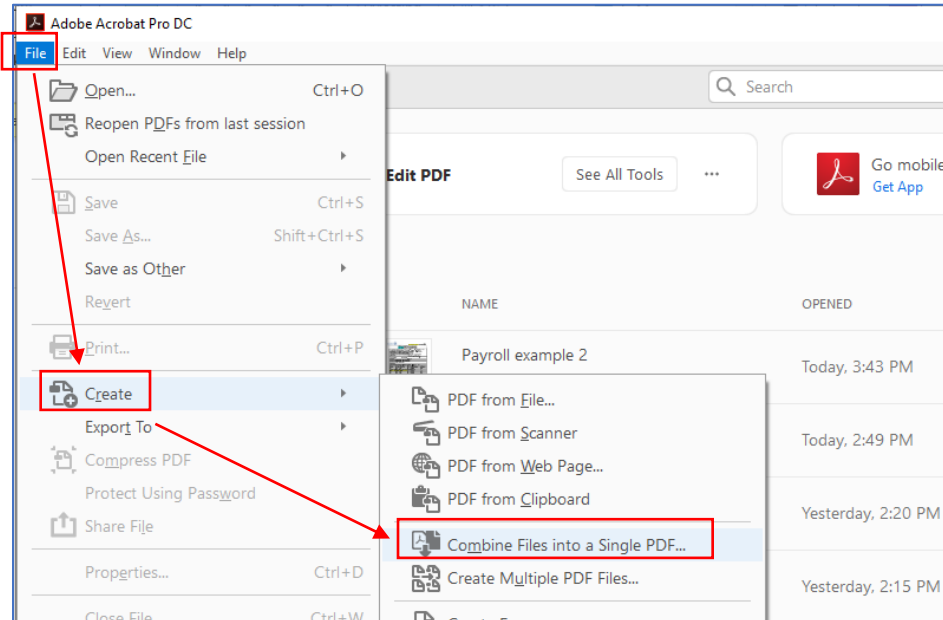 Adobe Acrobat Pro DC
File Edit View Window Help
Open... Ctrl+O
Search
Reopen PDFs from last session
Open Recent File
Edit PDF See All Tools ...
Go mobile
Get App
Save Ctrl+S
Save As... Shift+Ctrl+S
Save as Other
Revert
NAME OPENED
Print... Ctrl+P
Payroll example 2
Today, 3:43 PM
Create
PDF from File...
Export To
PDF from Scanner
Today, 2:49 PM
Compress PDF
PDF from Web Page...
Protect Using Password
PDF from Clipboard
Yesterday, 2:20 PM
Share File
Combine Files into a Single PDF...
Properties... Ctrl+D
Create Multiple PDF Files...
Yesterday, 2:15 PM
Close File Ctrl+W